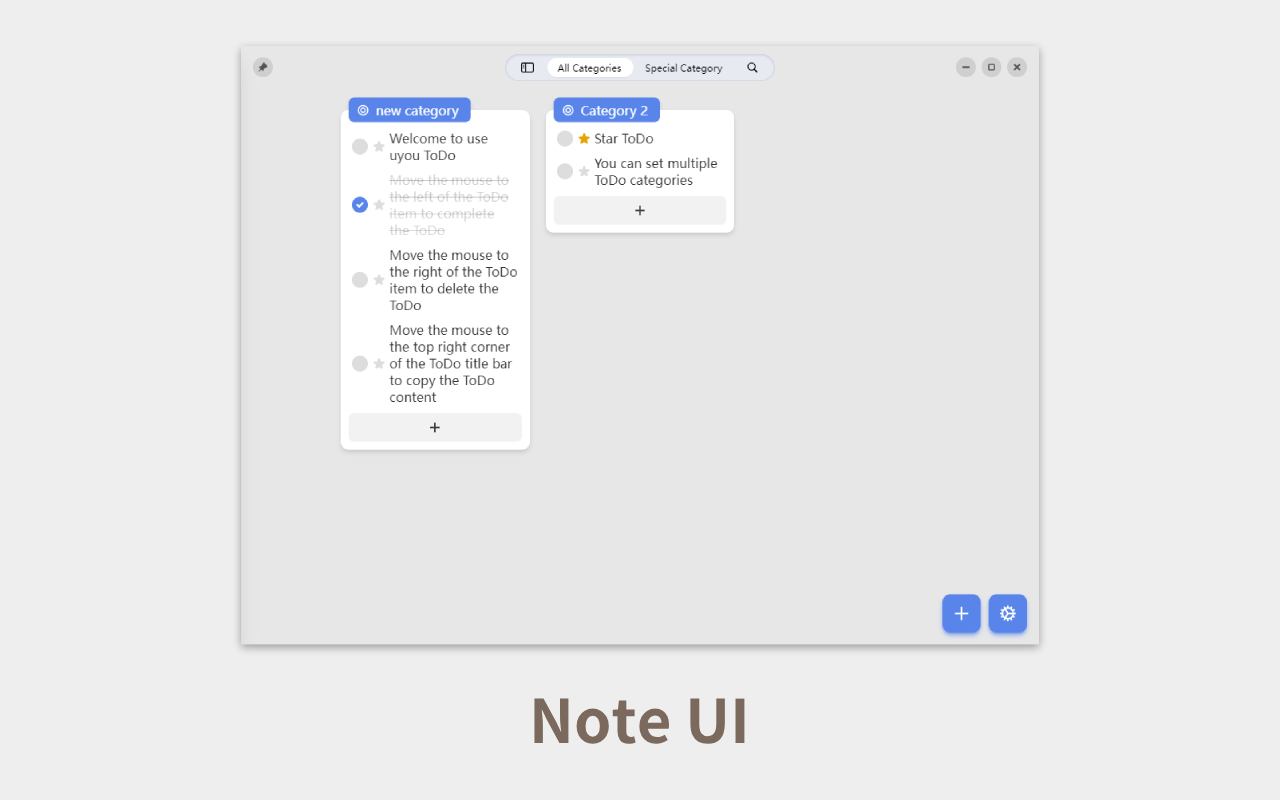 All Categories
Special Category
new category
Welcome to use
uyou ToDo
Move the mouse to
the left of the ToDo
item to complete
the ToDo
Move the mouse to
the right of the ToDo
item to delete the
ToDo
Move the mouse to
the top right corner
of the ToDo title bar
to copy the ToDo
content
Category 2
Star ToDo
You can set multiple
ToDo categories
Note UI